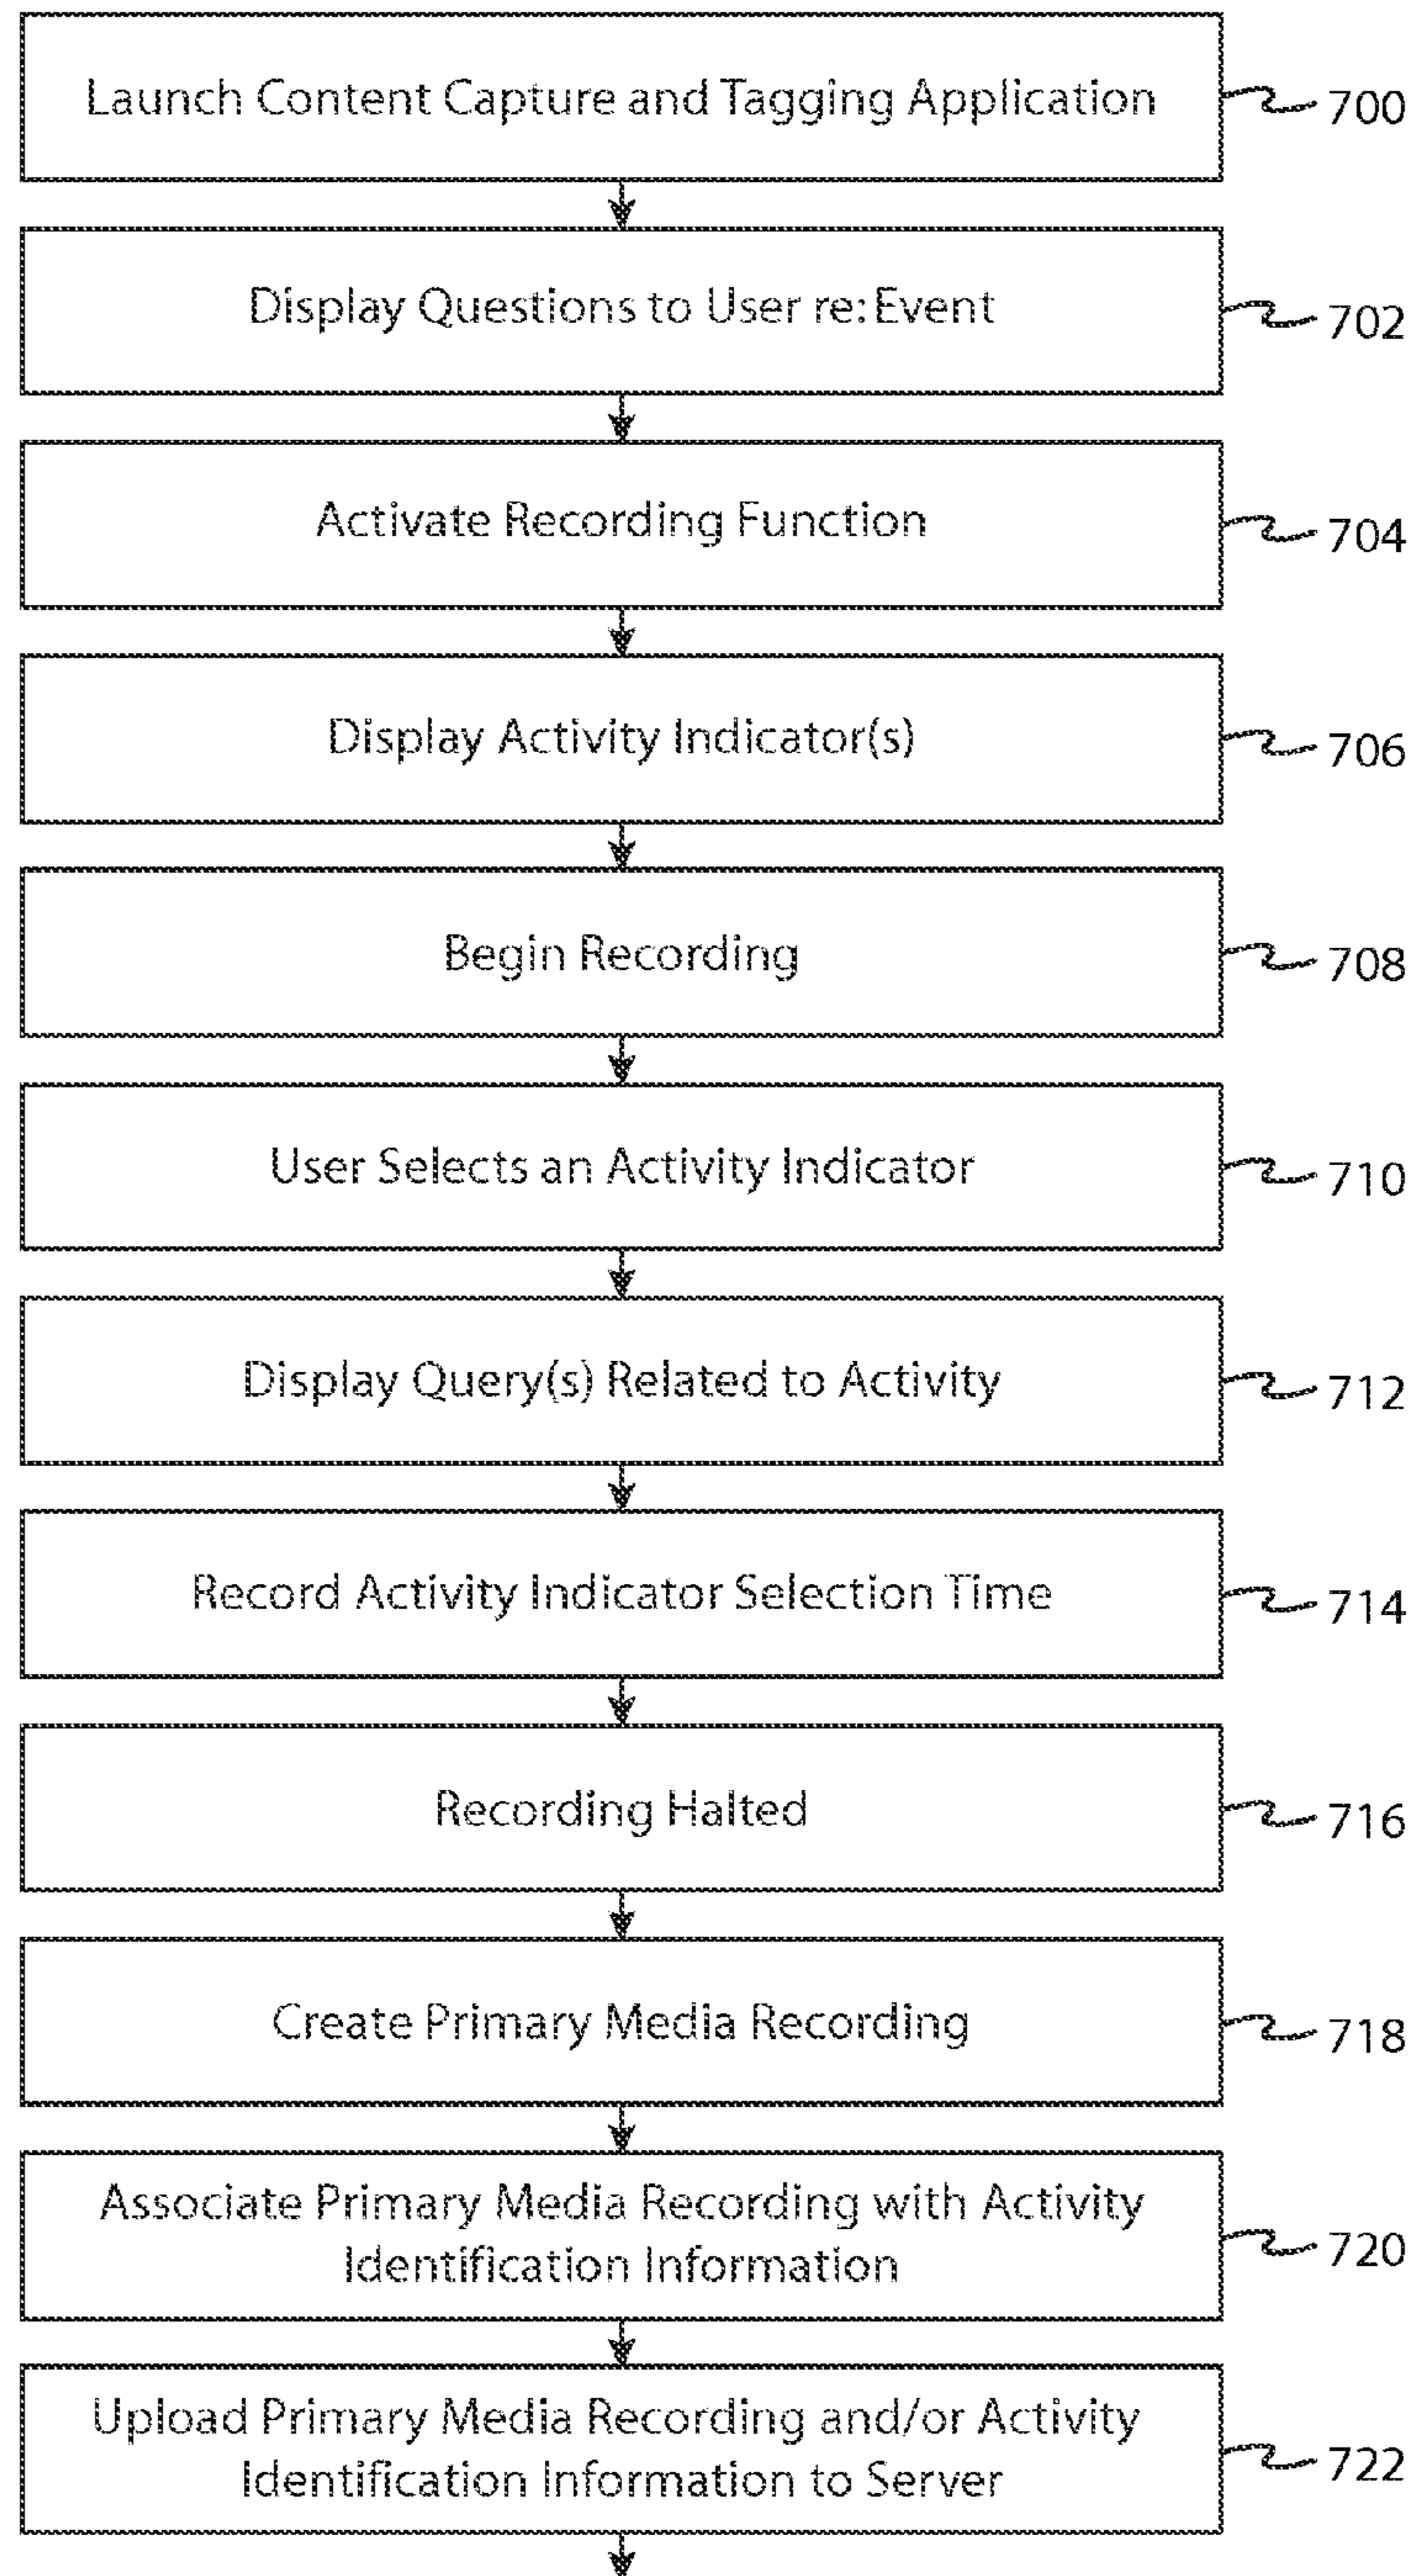 Launch Content Capture and Tagging Application
700
Display Questions to User re: Event
702
Activate Recording Function
704
Display Activity Indicator(s)
706
Begin Recording
708
User Selects an Activity Indicator
710
Display Query(s) Related to Activity
712
Record Activity Indicator Selection Time
714
Recording Halted
716
Create Primary Media Recording
718
Associate Primary Media Recording with Activity
Identification Information
720
Upload Primary Media Recording and/or Activity
Identification Information to Server
722